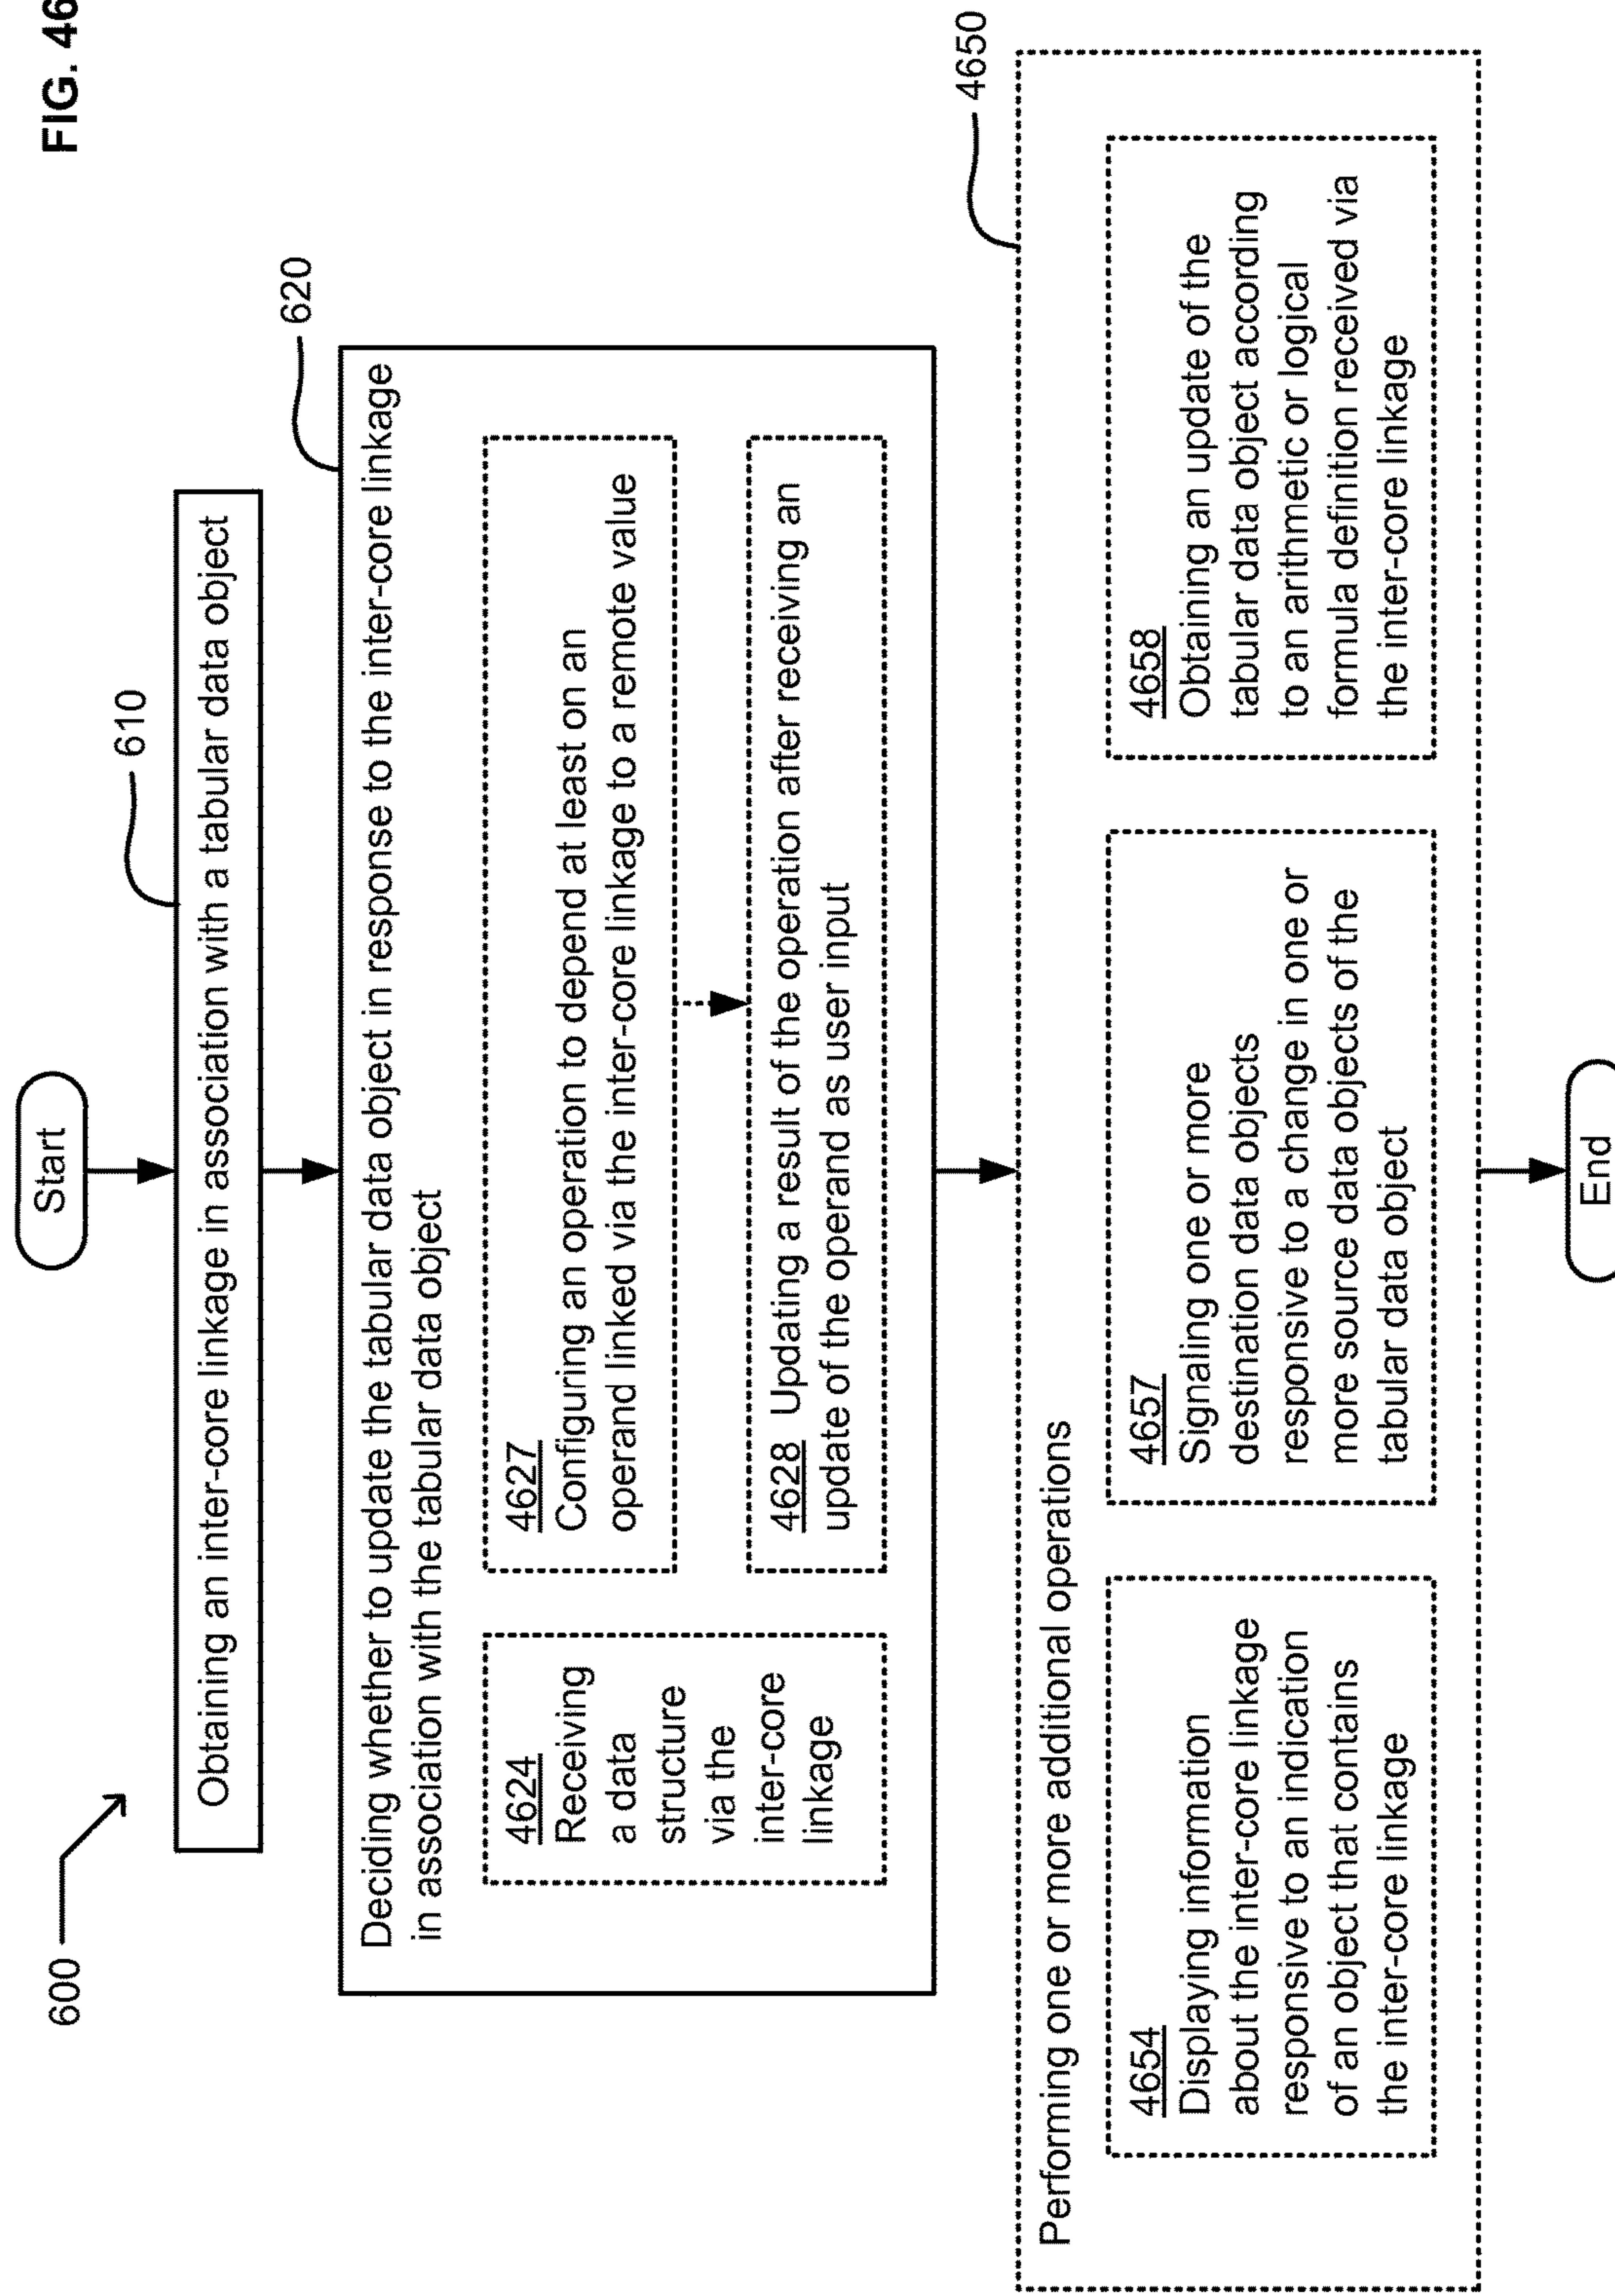 FIG. 46
600
Start
610
Obtaining an inter-core linkage in association with a tabular data object
620
Deciding whether to update the tabular data object in response to the inter-core linkage
in association with the tabular data object
4624
Receiving
a data
structure
via the
inter-core
linkage
4627
Configuring an operation to depend at least on an
operand linked via the inter-core linkage to a remote value
4628 Updating a result of the operation after receiving an
update of the operand as user input
4650
Performing one or more additional operations
4654
Displaying information
about the inter-core linkage
responsive to an indication
of an object that contains
the inter-core linkage
4657
Signaling one or more
destination data objects
responsive to a change in one or
more source data objects of the
tabular data object
4658
Obtaining an update of the
tabular data object according
to an arithmetic or logical
formula definition received via
the inter-core linkage
End